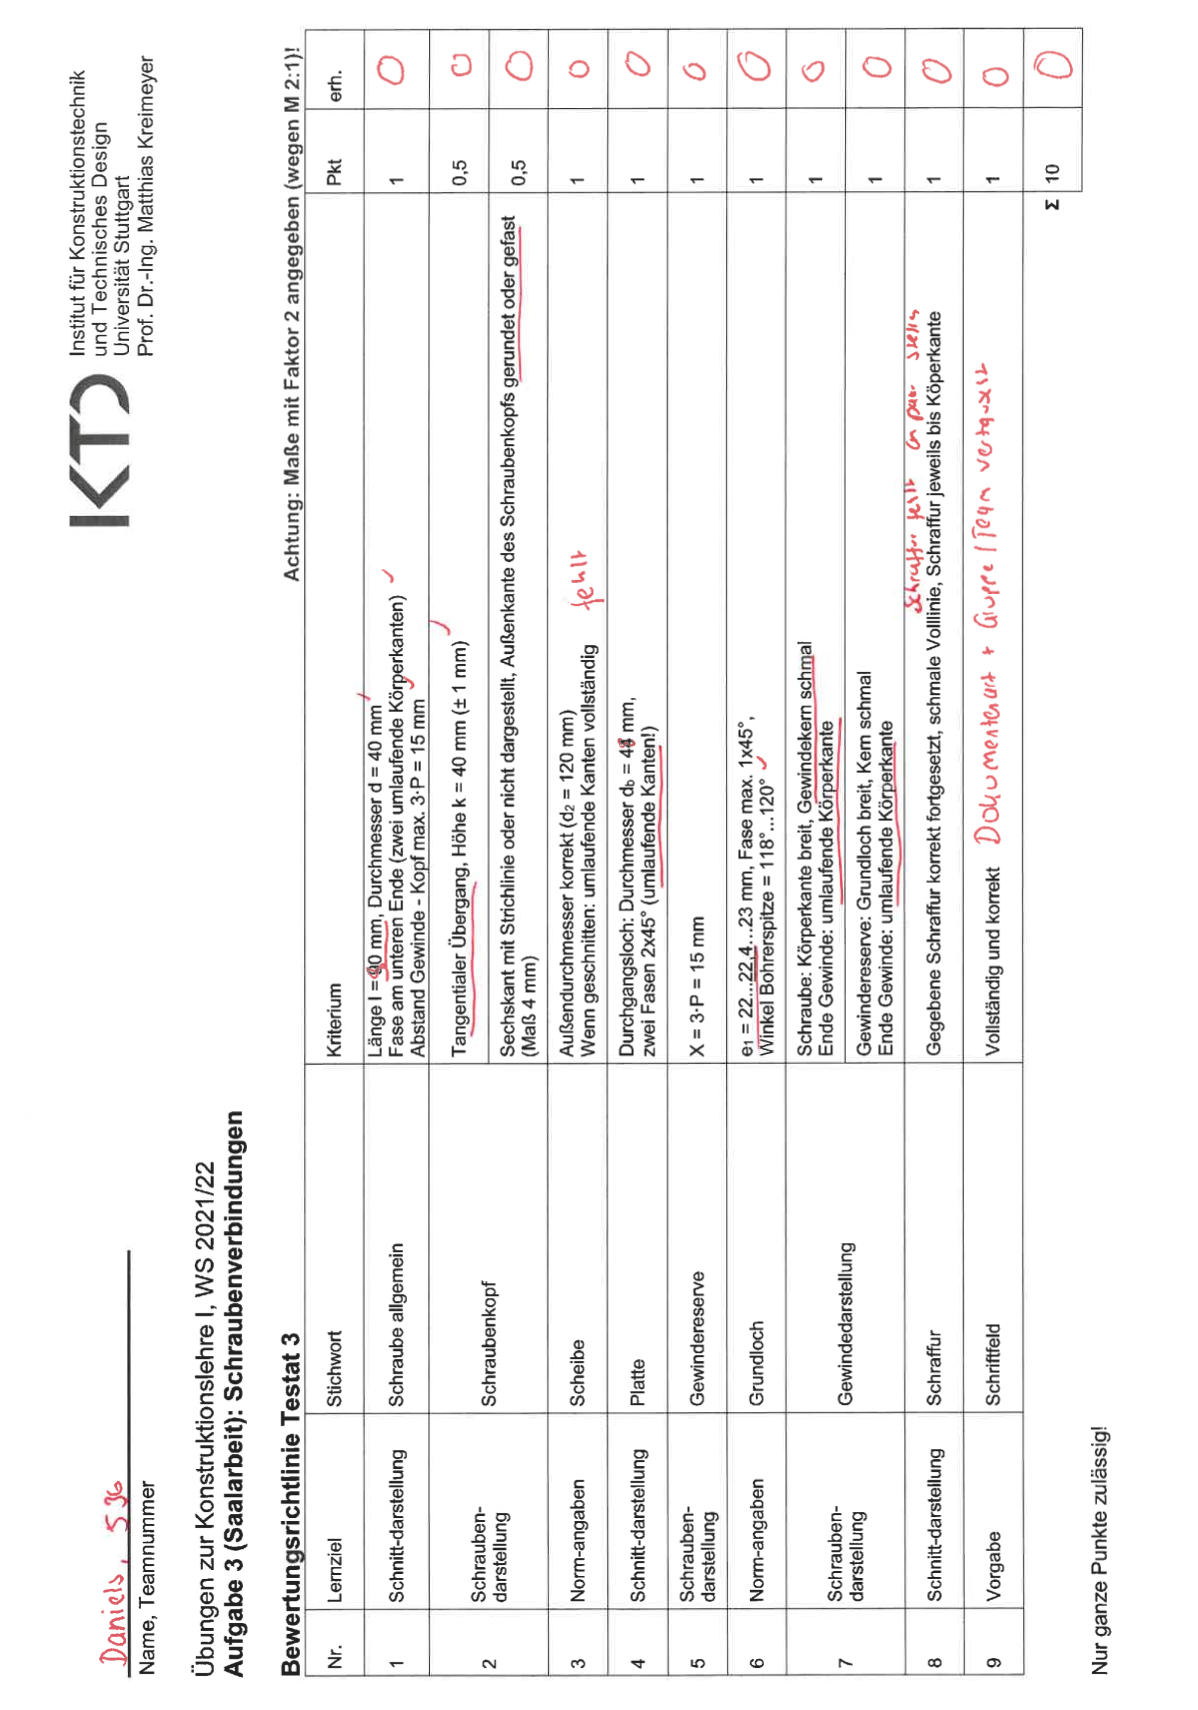 Daniels, 536
Name, Teamnummer
KTD
Institut für Konstruktionstechnik
und Technisches Design
Universität Stuttgart
Prof. Dr.-Ing. Matthias Kreimeyer
Übungen zur Konstruktionslehre I, WS 2021/22
Aufgabe 3 (Saalarbeit): Schraubenverbindungen
Bewertungsrichtlinie Testat 3
Achtung: Maße mit Faktor 2 angegeben (wegen M 2:1)!
Nr. Lernziel Stichwort Kriterium Pkt erh.
1 Schnitt-darstellung Schraube allgemein Länge l = 90 mm, Durchmesser d = 40 mm
Fase am unteren Ende (zwei umlaufende Körperkanten)
Abstand Gewinde - Kopf max. 3·P = 15 mm 1 0
2 Schrauben-
darstellung Schraubenkopf Tangentialer Übergang, Höhe k = 40 mm (± 1 mm) 0,5 0
Sechskant mit Strichlinie oder nicht dargestellt, Außenkante des Schraubenkopfs gerundet oder gefast
(Maß 4 mm) 0,5 0
3 Norm-angaben Scheibe Außendurchmesser korrekt (d2 = 120 mm)
Wenn geschnitten: umlaufende Kanten vollständig fehlt 1 0
4 Schnitt-darstellung Platte Durchgangsloch: Durchmesser db = 48 mm,
zwei Fasen 2x45° (umlaufende Kanten!) 1 0
5 Schrauben-
darstellung Gewindereserve X = 3·P = 15 mm 1 0
6 Norm-angaben Grundloch e1 = 22...22,4...23 mm, Fase max. 1x45°,
Winkel Bohrerspitze = 118°...120° 1 0
7 Schrauben-
darstellung Gewindedarstellung Schraube: Körperkante breit, Gewindekern schmal
Ende Gewinde: umlaufende Körperkante 1 0
Gewindereserve: Grundloch breit, Kern schmal
Ende Gewinde: umlaufende Körperkante 1 0
Schraffur fehlt an paar stellen
8 Schnitt-darstellung Schraffur Gegebene Schraffur korrekt fortgesetzt, schmale Volllinie, Schraffur jeweils bis Köperkante 1 0
9 Vorgabe Schriftfeld Vollständig und korrekt Dokumentenart + Gruppe/Team vertauscht 1 0
Σ 10 0
Nur ganze Punkte zulässig!